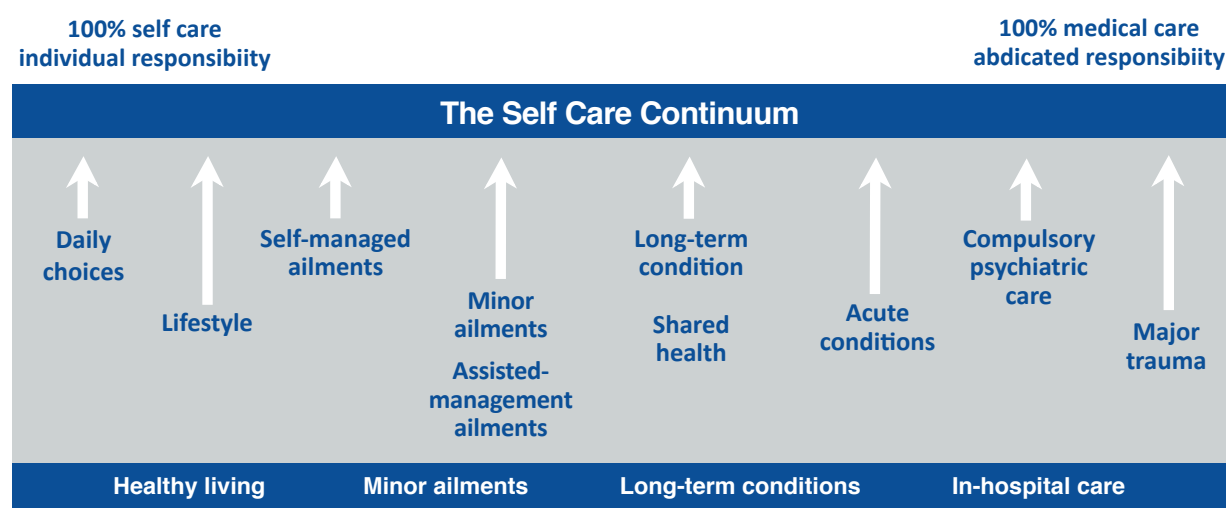 100% self care
individual responsibiity
100% medical care
abdicated responsibiity
The Self Care Continuum
Daily
choices
Lifestyle
Self-managed
ailments
Minor
ailments
Assisted-
management
ailments
Long-term
condition
Shared
health
Acute
conditions
Compulsory
psychiatric
care
Major
trauma
Healthy living
Minor ailments
Long-term conditions
In-hospital care